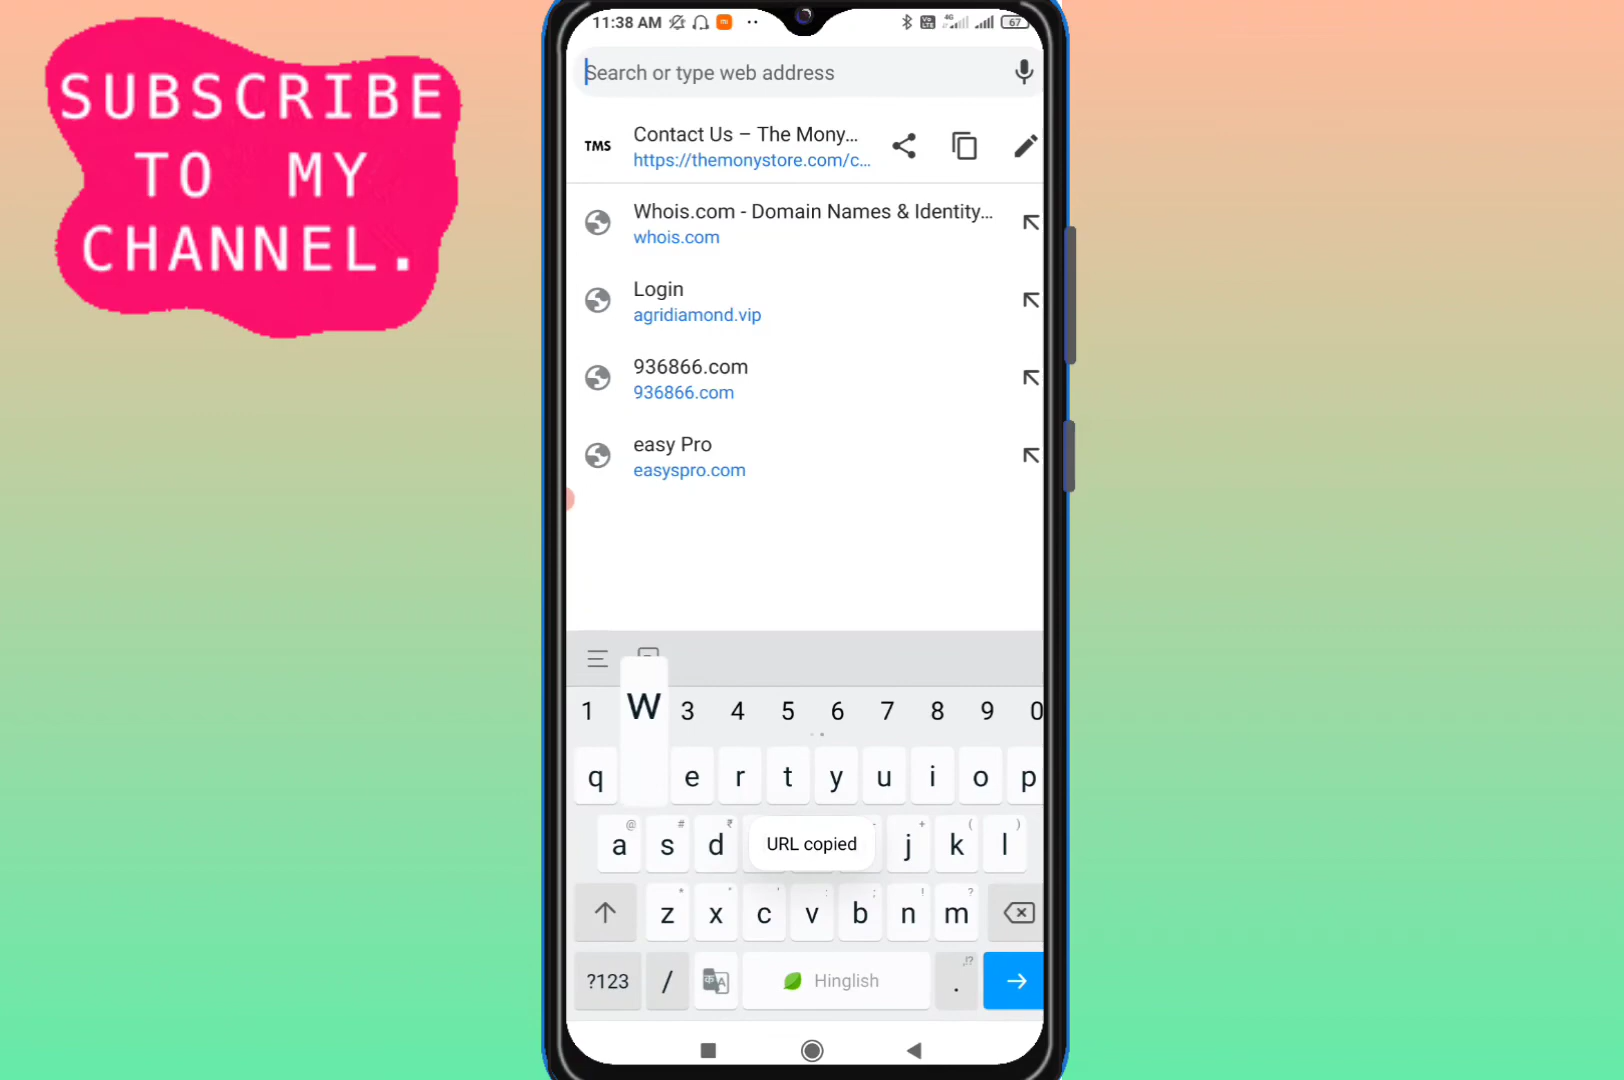 SUBSCRIBE
TO MY
CHANNEL.
11:38 AM
4G
67
Search or type web address
TMS
Contact Us – The Mony...
https://themonystore.com/c...
Whois.com - Domain Names & Identity...
whois.com
Login
agridiamond.vip
936866.com
936866.com
easy Pro
easyspro.com
1 W 3 4 5 6 7 8 9 0
q e r t y u i o p
@ # ₹ - + ( )
a s d URL copied j k l
* " ' : ; ! ?
z x c v b n m
,!?
?123 / Hinglish .